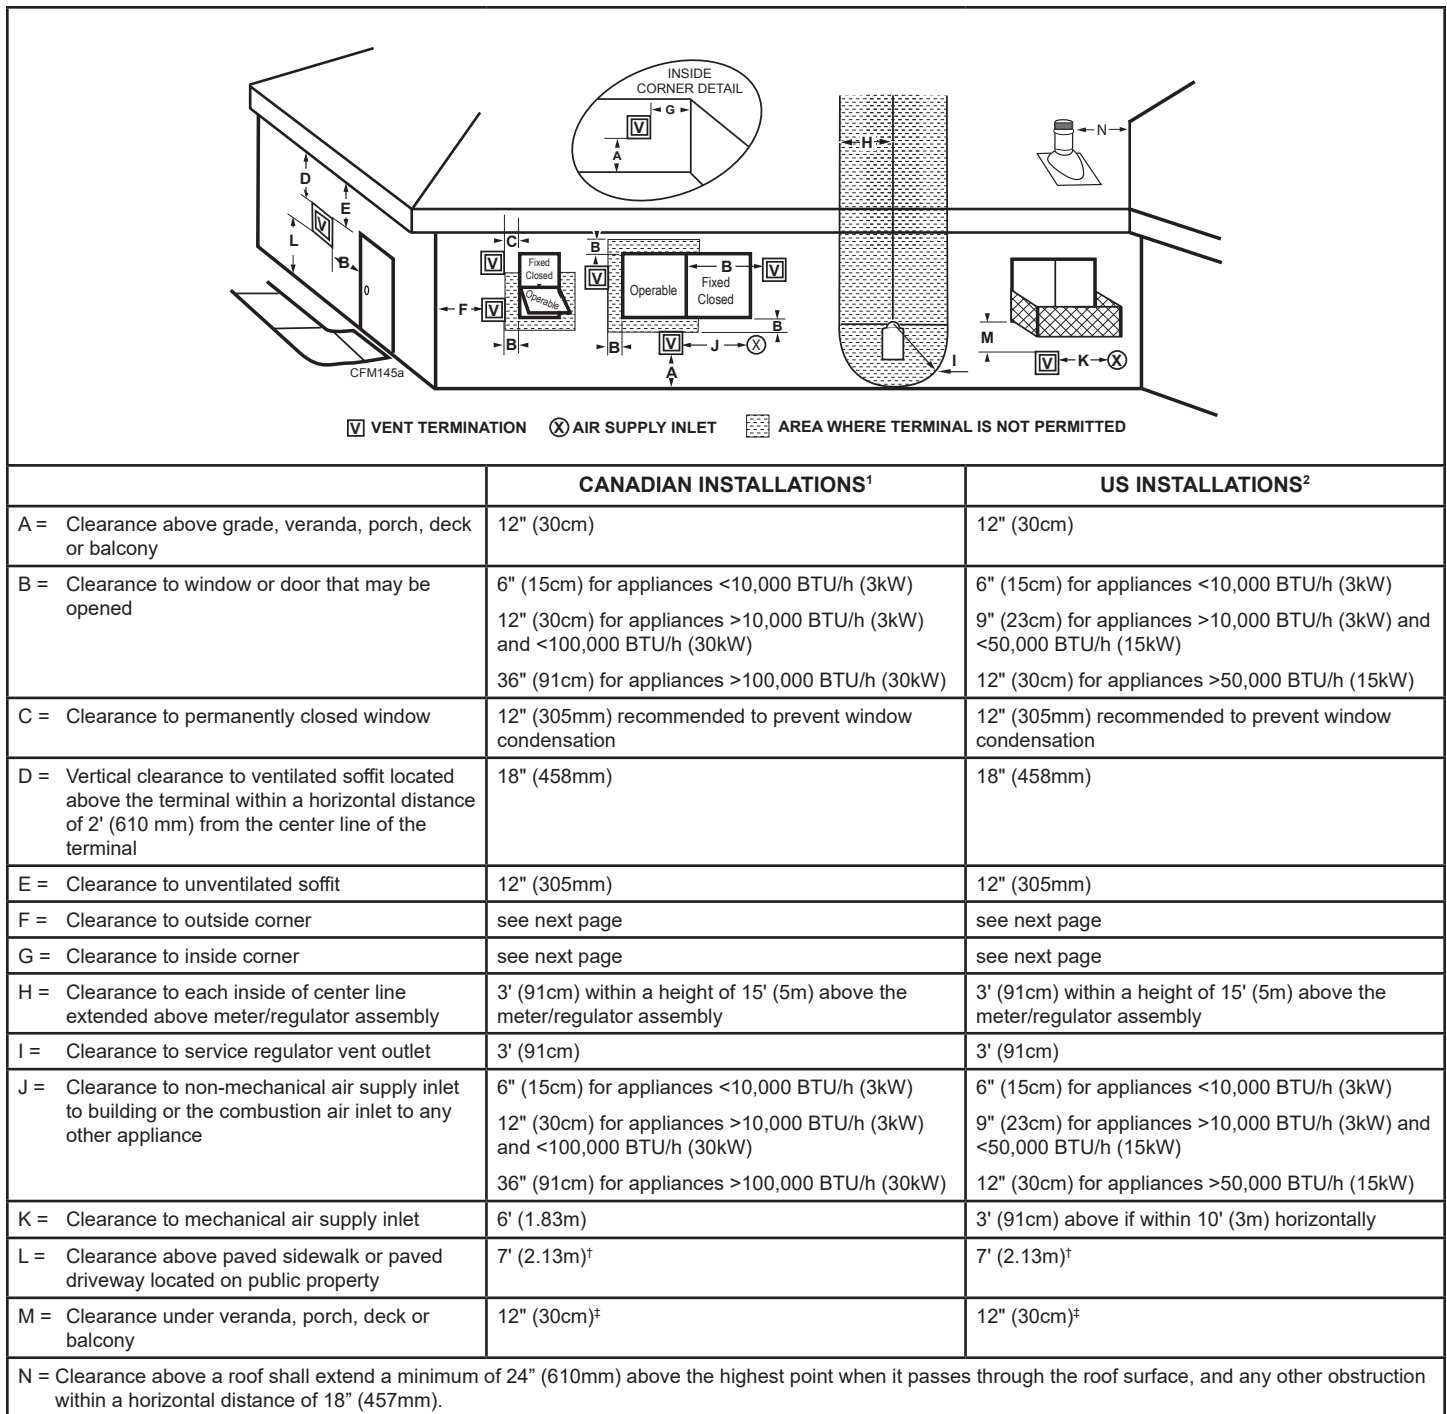 INSIDE
CORNER DETAIL
G
V
A
H
N
D
E
V
L
B
C
V
Fixed
Closed
Operable
F
V
B
B
V
Operable
B
Fixed
Closed
V
B
B
V
J
X
A
I
M
V
K
X
CFM145a
V VENT TERMINATION X AIR SUPPLY INLET AREA WHERE TERMINAL IS NOT PERMITTED
CANADIAN INSTALLATIONS¹ US INSTALLATIONS²
A = Clearance above grade, veranda, porch, deck
or balcony
12" (30cm)
12" (30cm)
B = Clearance to window or door that may be
opened
6" (15cm) for appliances <10,000 BTU/h (3kW)
12" (30cm) for appliances >10,000 BTU/h (3kW)
and <100,000 BTU/h (30kW)
36" (91cm) for appliances >100,000 BTU/h (30kW)
6" (15cm) for appliances <10,000 BTU/h (3kW)
9" (23cm) for appliances >10,000 BTU/h (3kW) and
<50,000 BTU/h (15kW)
12" (30cm) for appliances >50,000 BTU/h (15kW)
C = Clearance to permanently closed window
12" (305mm) recommended to prevent window
condensation
12" (305mm) recommended to prevent window
condensation
D = Vertical clearance to ventilated soffit located
above the terminal within a horizontal distance
of 2' (610 mm) from the center line of the
terminal
18" (458mm)
18" (458mm)
E = Clearance to unventilated soffit
12" (305mm)
12" (305mm)
F = Clearance to outside corner
see next page
see next page
G = Clearance to inside corner
see next page
see next page
H = Clearance to each inside of center line
extended above meter/regulator assembly
3' (91cm) within a height of 15' (5m) above the
meter/regulator assembly
3' (91cm) within a height of 15' (5m) above the
meter/regulator assembly
I = Clearance to service regulator vent outlet
3' (91cm)
3' (91cm)
J = Clearance to non-mechanical air supply inlet
to building or the combustion air inlet to any
other appliance
6" (15cm) for appliances <10,000 BTU/h (3kW)
12" (30cm) for appliances >10,000 BTU/h (3kW)
and <100,000 BTU/h (30kW)
36" (91cm) for appliances >100,000 BTU/h (30kW)
6" (15cm) for appliances <10,000 BTU/h (3kW)
9" (23cm) for appliances >10,000 BTU/h (3kW) and
<50,000 BTU/h (15kW)
12" (30cm) for appliances >50,000 BTU/h (15kW)
K = Clearance to mechanical air supply inlet
6' (1.83m)
3' (91cm) above if within 10' (3m) horizontally
L = Clearance above paved sidewalk or paved
driveway located on public property
7' (2.13m)†
7' (2.13m)†
M = Clearance under veranda, porch, deck or
balcony
12" (30cm)‡
12" (30cm)‡
N = Clearance above a roof shall extend a minimum of 24” (610mm) above the highest point when it passes through the roof surface, and any other obstruction
within a horizontal distance of 18” (457mm).